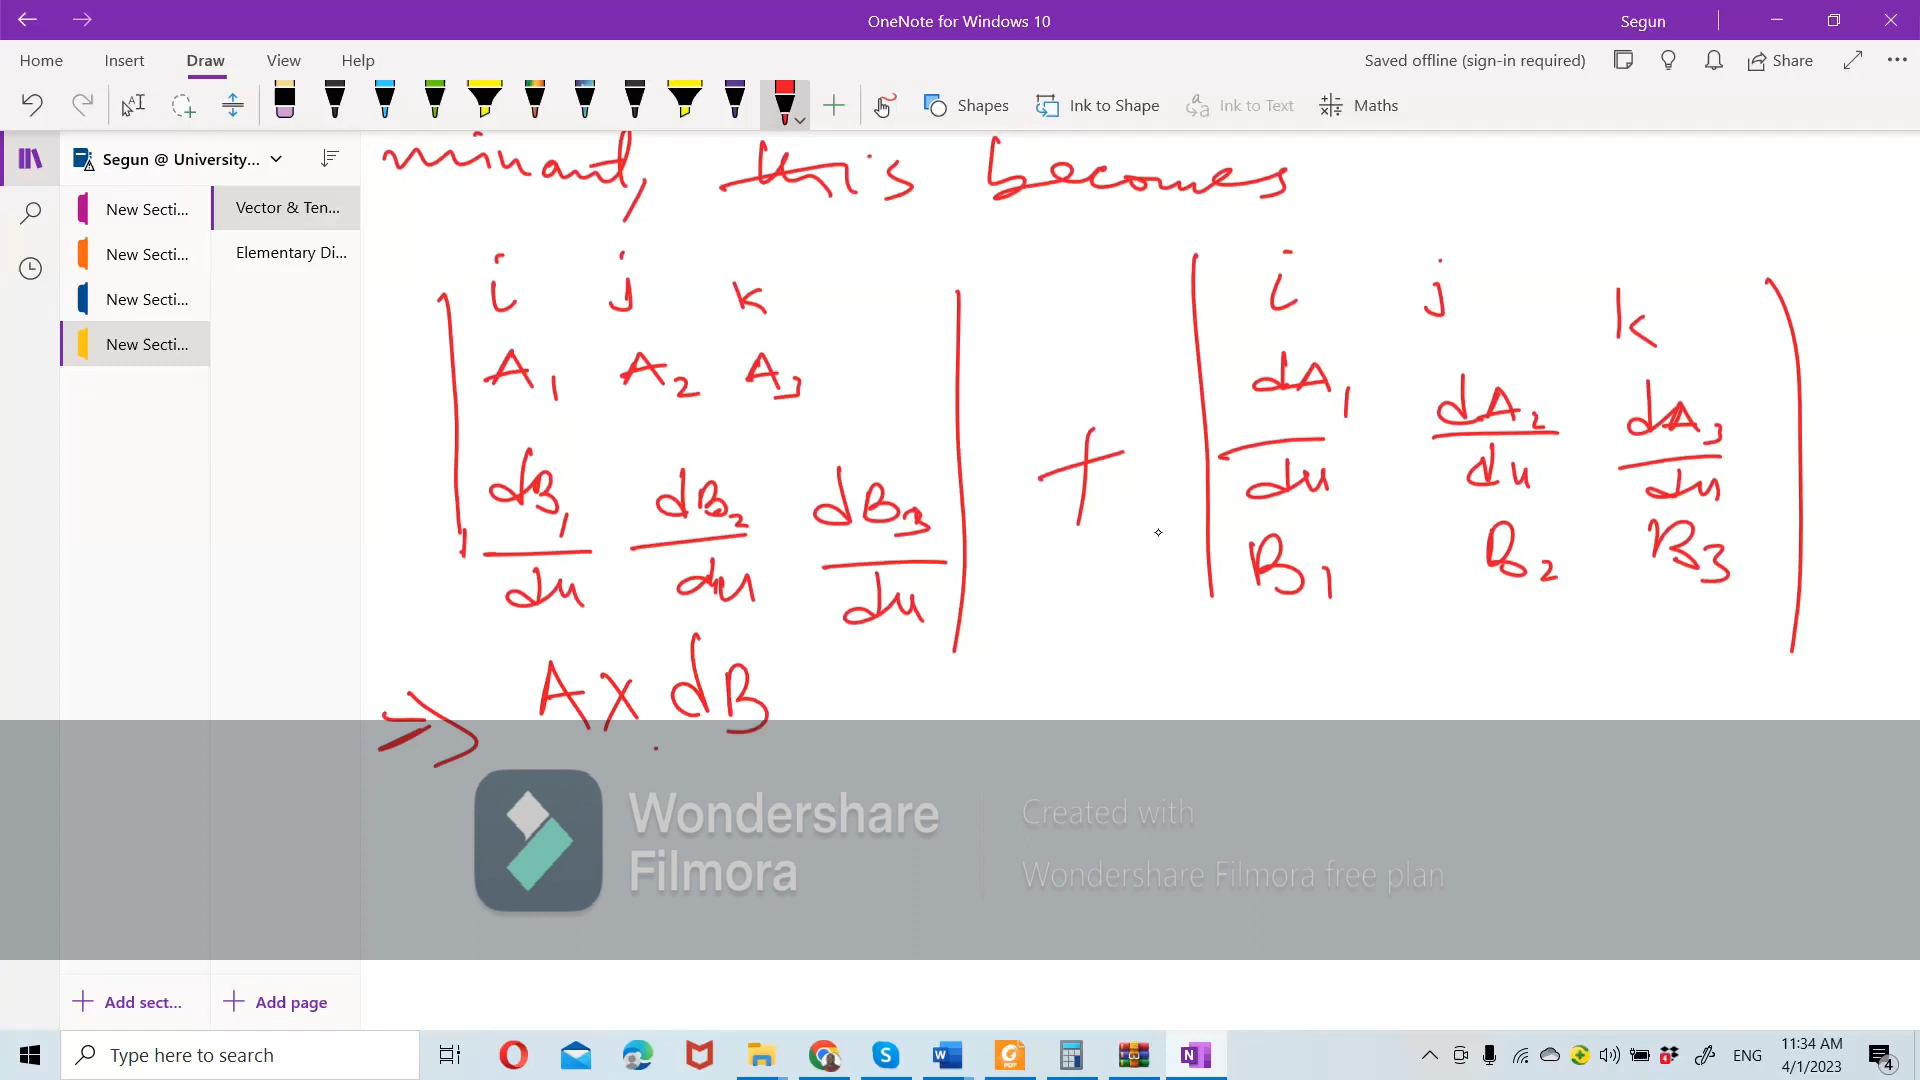 OneNote for Windows 10
Segun
Home Insert Draw View Help
Saved offline (sign-in required) Share
Shapes Ink to Shape Ink to Text Maths
Segun @ University...
New Secti...
New Secti...
New Secti...
New Secti...
Vector & Ten...
Elementary Di...
minant, this becomes
| i j k | + | i j k |
A1 A2 A3
dB1/du dB2/du dB3/du
dA1/du dA2/du dA3/du
B1 B2 B3
=> A x dB
Wondershare
Filmora
Created with
Wondershare Filmora free plan
Add sect... Add page
Type here to search
ENG
11:34 AM
4/1/2023
4